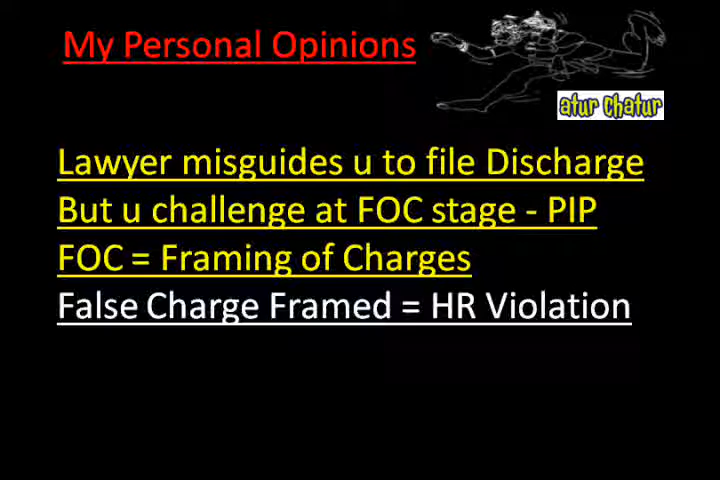 My Personal Opinions
atur chatur
Lawyer misguides u to file Discharge
But u challenge at FOC stage - PIP
FOC = Framing of Charges
False Charge Framed = HR Violation